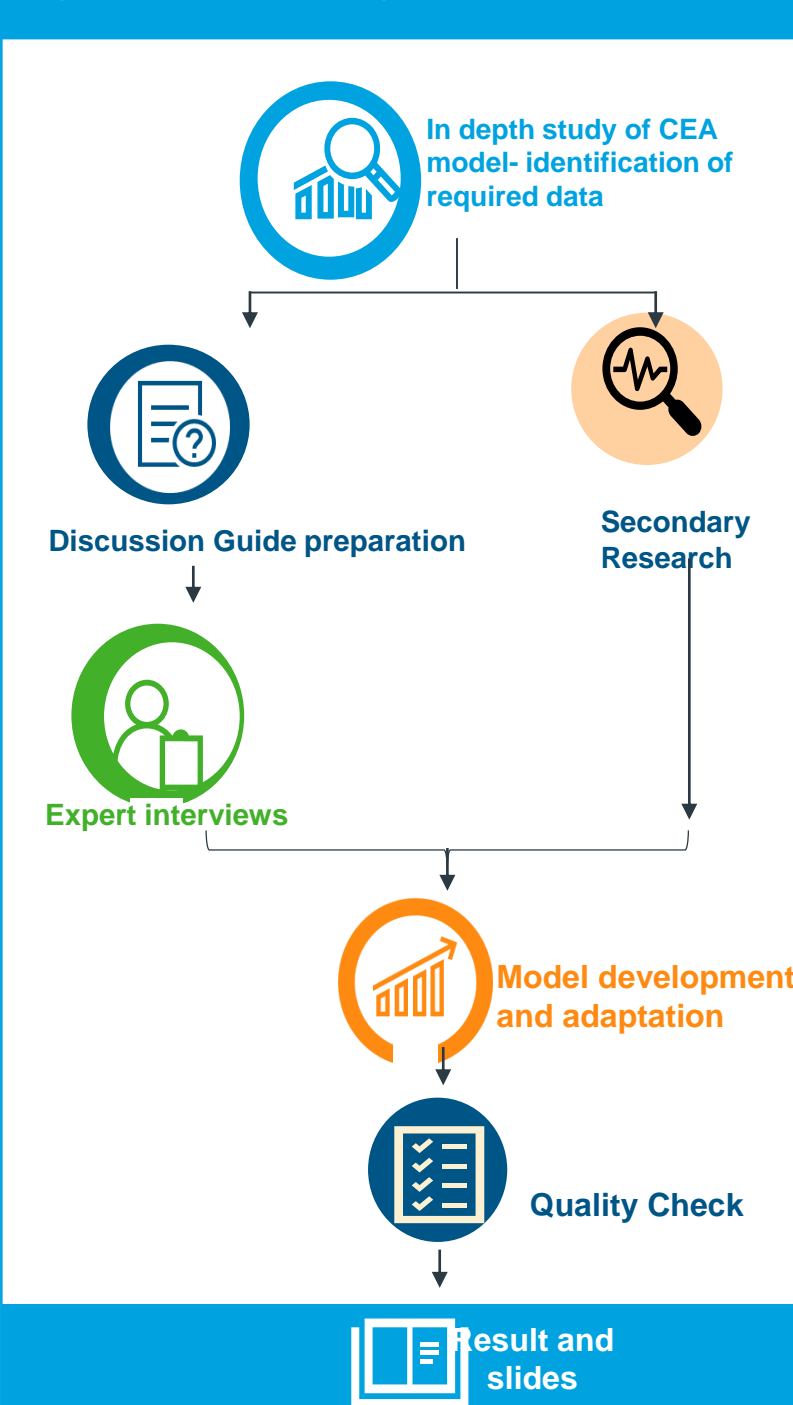 In depth study of CEA
model- identification of
required data
Discussion Guide preparation
Secondary
Research
Expert interviews
Model development
and adaptation
Quality Check
Result and
slides